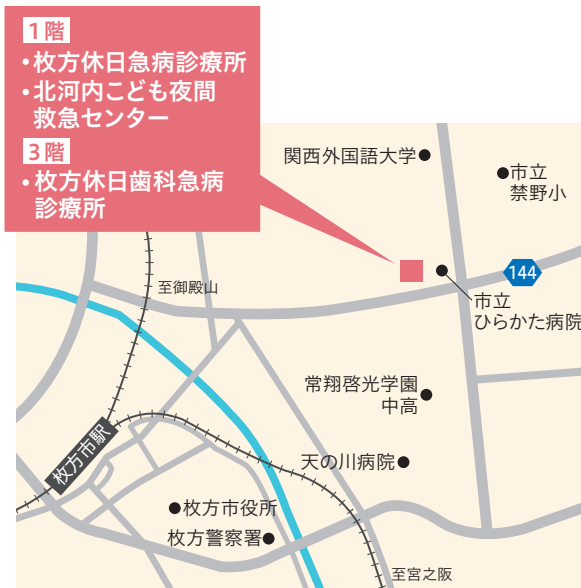 1階
・枚方休日急病診療所
・北河内こども夜間
救急センター
3階
・枚方休日歯科急病
診療所
関西外国語大学
市立
禁野小
144
至御殿山
市立
ひらかた病院
常翔啓光学園
中高
枚方市駅
天の川病院
枚方市役所
枚方警察署
至宮之阪